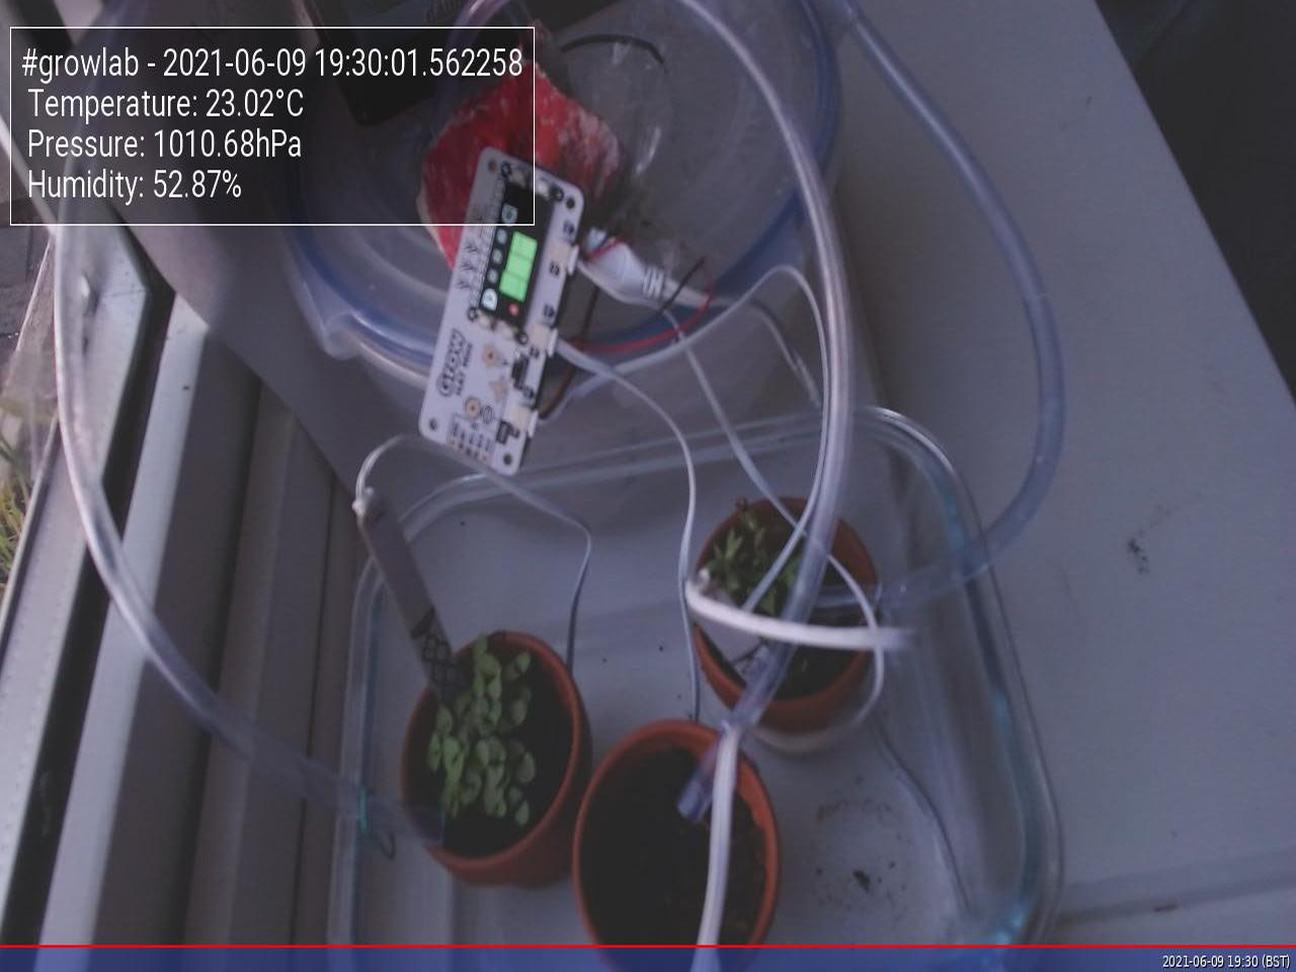 #growlab - 2021-06-09 19:30:01.562258
Temperature: 23.02°C
Pressure: 1010.68hPa
Humidity: 52.87%
GROW
2021-06-09 19:30 (BST)